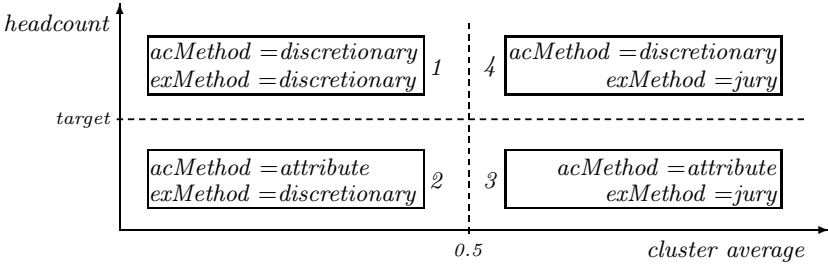 headcount
acMethod =discretionary
exMethod =discretionary
1
4
acMethod =discretionary
exMethod =jury
target
acMethod =attribute
exMethod =discretionary
2
3
acMethod =attribute
exMethod =jury
0.5
cluster average